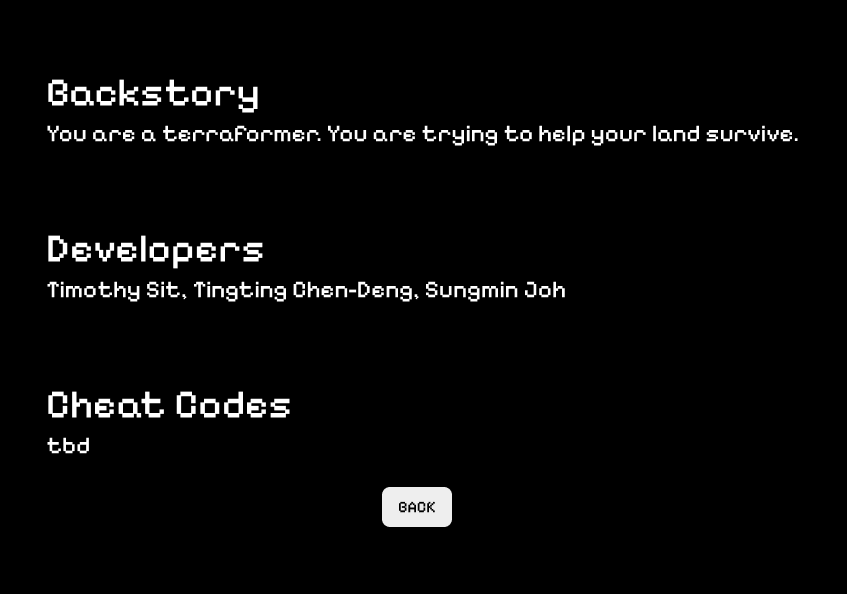 Backstory
You are a terraformer. You are trying to help your land survive.
Developers
Timothy Sit, Tingting Chen-Deng, Sungmin Joh
Cheat Codes
tbd
BACK